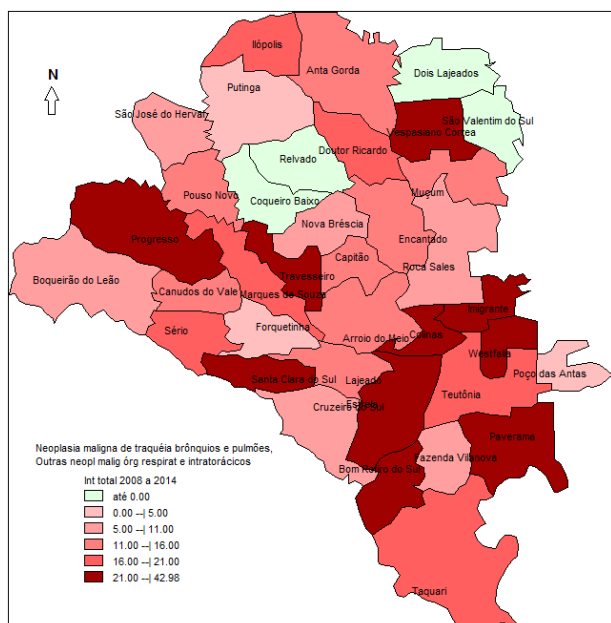 Ilópolis
Anta Gorda
Dois Lajeados
N
Putinga
São José do Herval
São Valentim do Sul
Vespasiano Correa
Doutor Ricardo
Relvado
Muçum
Pouso Novo
Coqueiro Baixo
Nova Bréscia
Progresso
Encantado
Capitão
Roca Sales
Travesseiro
Boqueirão do Leão
Canudos do Vale
Marques de Souza
Imigrante
Forquetinha
Sério
Arroio do Meio
Colinas
Westfalia
Poço das Antas
Santa Clara do Sul
Lajeado
Teutônia
Estrela
Cruzeiro do Sul
Paverama
Neoplasia maligna de traquéia brônquios e pulmões,
Outras neopl malig órg respirat e intratorácicos
Fazenda Vilanova
Bom Retiro do Sul
Int total 2008 a 2014
até 0.00
0.00 --| 5.00
5.00 --| 11.00
11.00 --| 16.00
16.00 --| 21.00
21.00 --| 42.98
Taquari